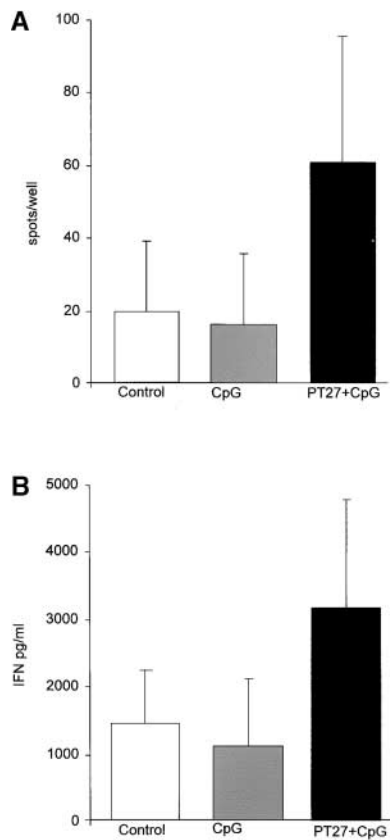 A
100
80
60
40
20
0
spots/well
Control CpG PT27+CpG
B
5000
4000
3000
2000
1000
0
IFN pg/ml
Control CpG PT27+CpG